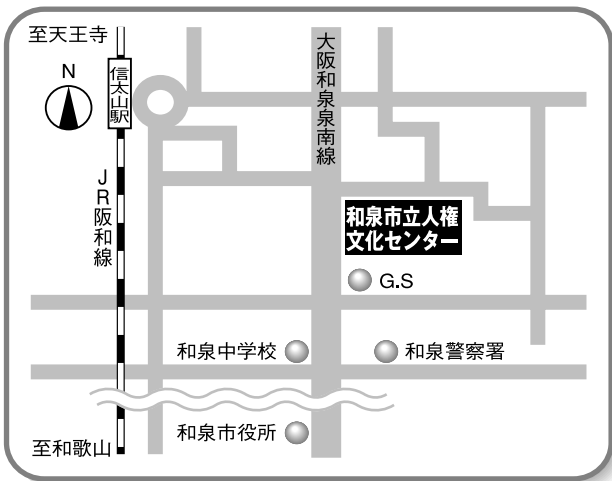 至天王寺
N
信太山駅
JR阪和線
大阪和泉泉南線
和泉市立人権
文化センター
G.S
和泉中学校
和泉警察署
和泉市役所
至和歌山